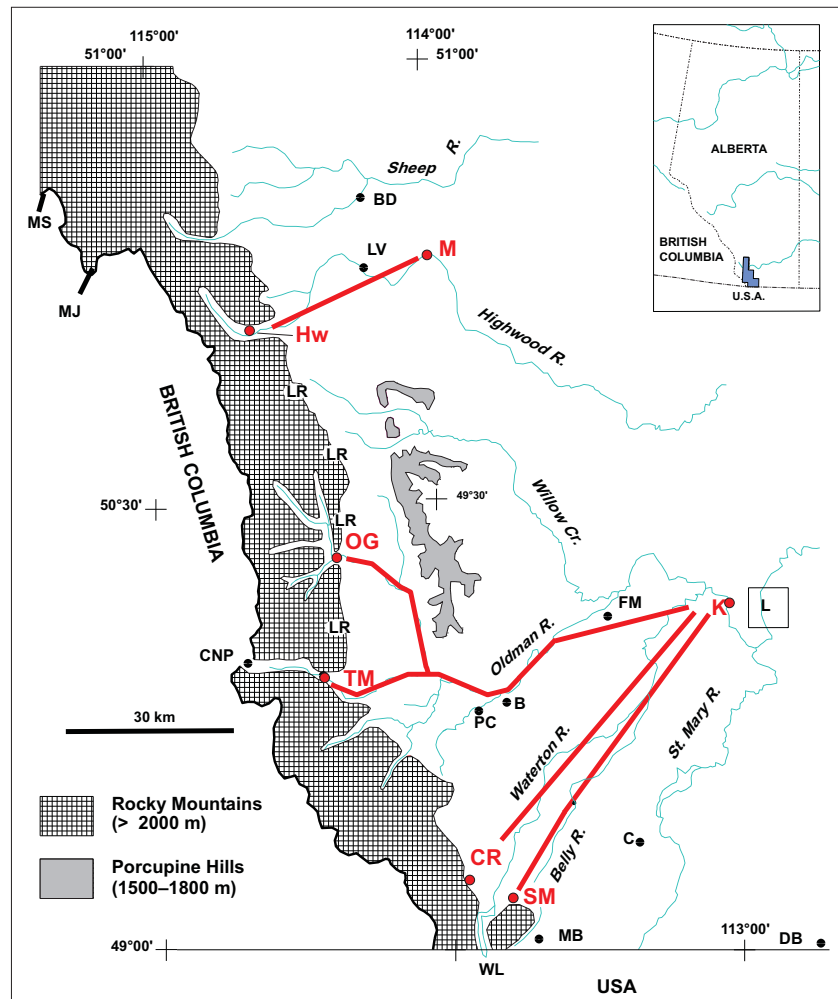 115°00'
51°00'
114°00'
51°00'
ALBERTA
BRITISH
COLUMBIA
U.S.A.
Sheep R.
BD
MS
LV
M
MJ
Hw
Highwood R.
LR
BRITISH COLUMBIA
LR
49°30'
50°30'
LR
Willow Cr.
OG
FM
K
L
LR
Oldman R.
CNP
TM
B
PC
St. Mary R.
30 km
Waterton R.
Rocky Mountains
(> 2000 m)
C
CR
Belly R.
Porcupine Hills
(1500–1800 m)
SM
113°00'
49°00'
MB
DB
WL
USA